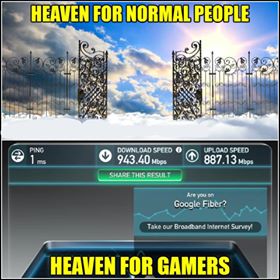 HEAVEN FOR NORMAL PEOPLE
PING
1 ms
DOWNLOAD SPEED
943.40 Mbps
UPLOAD SPEED
887.13 Mbps
SHARE THIS RESULT
Are you on
Google Fiber?
Take our Broadband Internet Survey!
HEAVEN FOR GAMERS